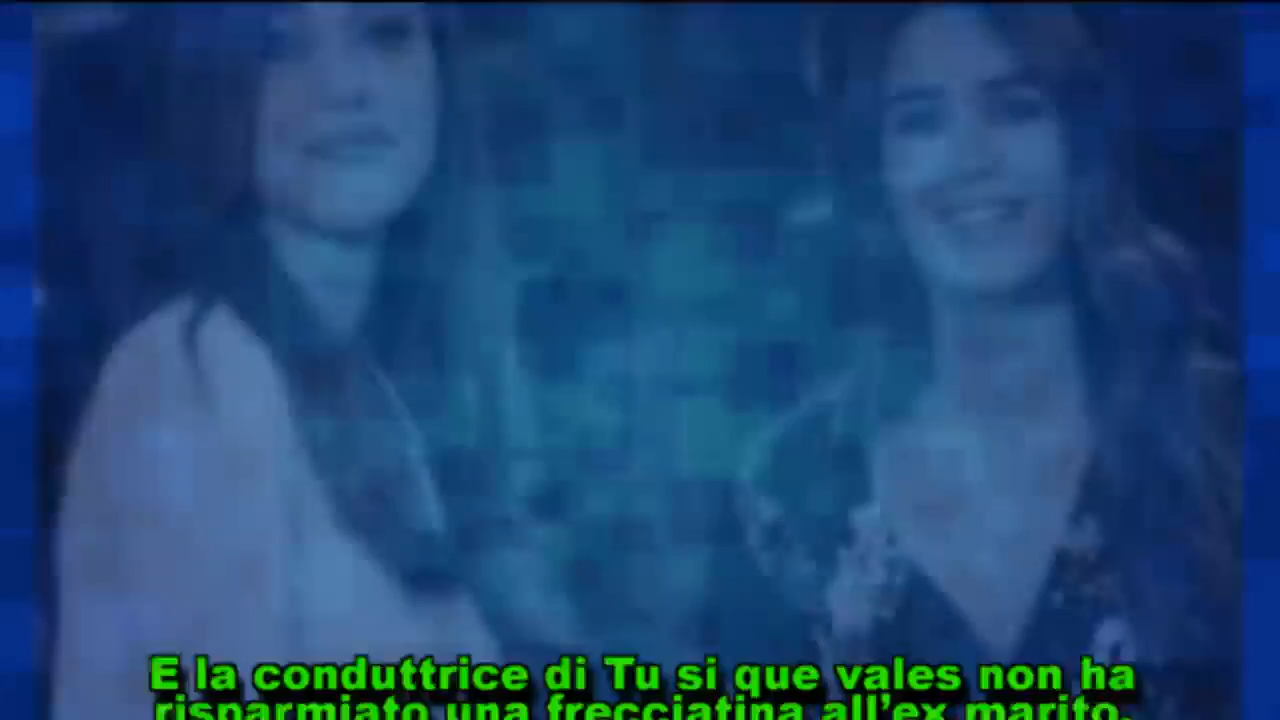 E la conduttrice di Tu si que vales non ha
risparmiato una frecciatina all'ex marito.